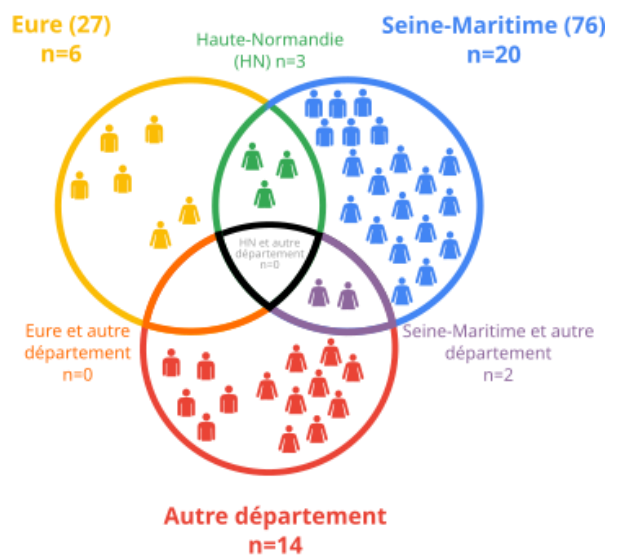 Eure (27)
n=6
Haute-Normandie
(HN) n=3
Seine-Maritime (76)
n=20
HN et autre
département
n=0
Eure et autre
département
n=0
Seine-Maritime et autre
département
n=2
Autre département
n=14